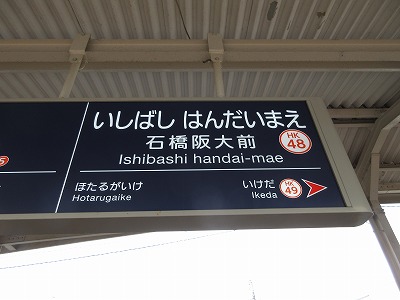 いしばし はんだいまえ
石橋阪大前
HK
48
Ishibashi handai-mae
5
ほたるがいけ
Hotarugaike
いけだ
Ikeda
HK
49